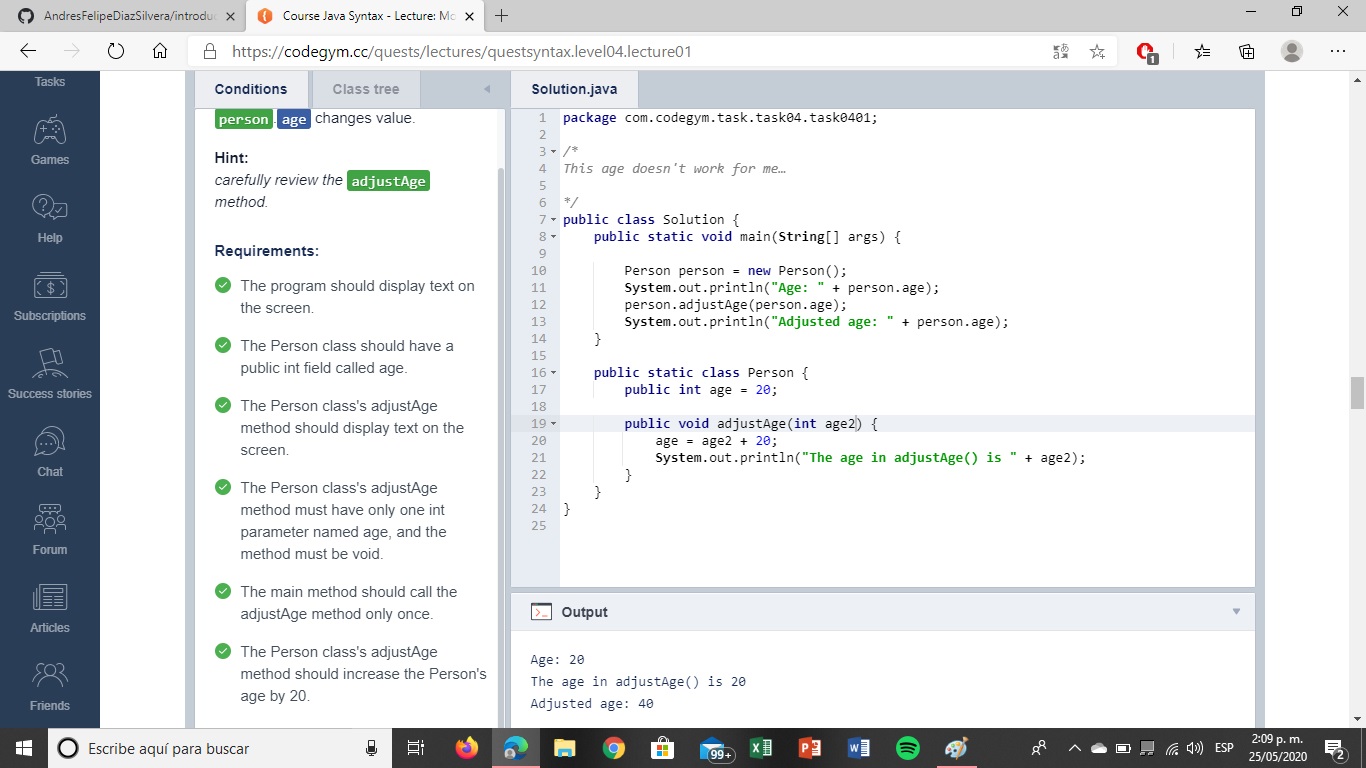 AndresFelipeDiazSilvera/introduc
Course Java Syntax - Lecture: Mo
https://codegym.cc/quests/lectures/questsyntax.level04.lecture01
1
Tasks
Games
Help
Subscriptions
Success stories
Chat
Forum
Articles
Friends
Conditions
Class tree
person . age changes value.
Hint:
carefully review the adjustAge
method.
Requirements:
The program should display text on
the screen.
The Person class should have a
public int field called age.
The Person class's adjustAge
method should display text on the
screen.
The Person class's adjustAge
method must have only one int
parameter named age, and the
method must be void.
The main method should call the
adjustAge method only once.
The Person class's adjustAge
method should increase the Person's
age by 20.
Solution.java
1 package com.codegym.task.task04.task0401;
2
3 /*
4 This age doesn't work for me…
5
6 */
7 public class Solution {
8 public static void main(String[] args) {
9
10 Person person = new Person();
11 System.out.println("Age: " + person.age);
12 person.adjustAge(person.age);
13 System.out.println("Adjusted age: " + person.age);
14 }
15
16 public static class Person {
17 public int age = 20;
18
19 public void adjustAge(int age2) {
20 age = age2 + 20;
21 System.out.println("The age in adjustAge() is " + age2);
22 }
23 }
24 }
25
Output
Age: 20
The age in adjustAge() is 20
Adjusted age: 40
Escribe aquí para buscar
99+
ESP
2:09 p. m.
25/05/2020
2